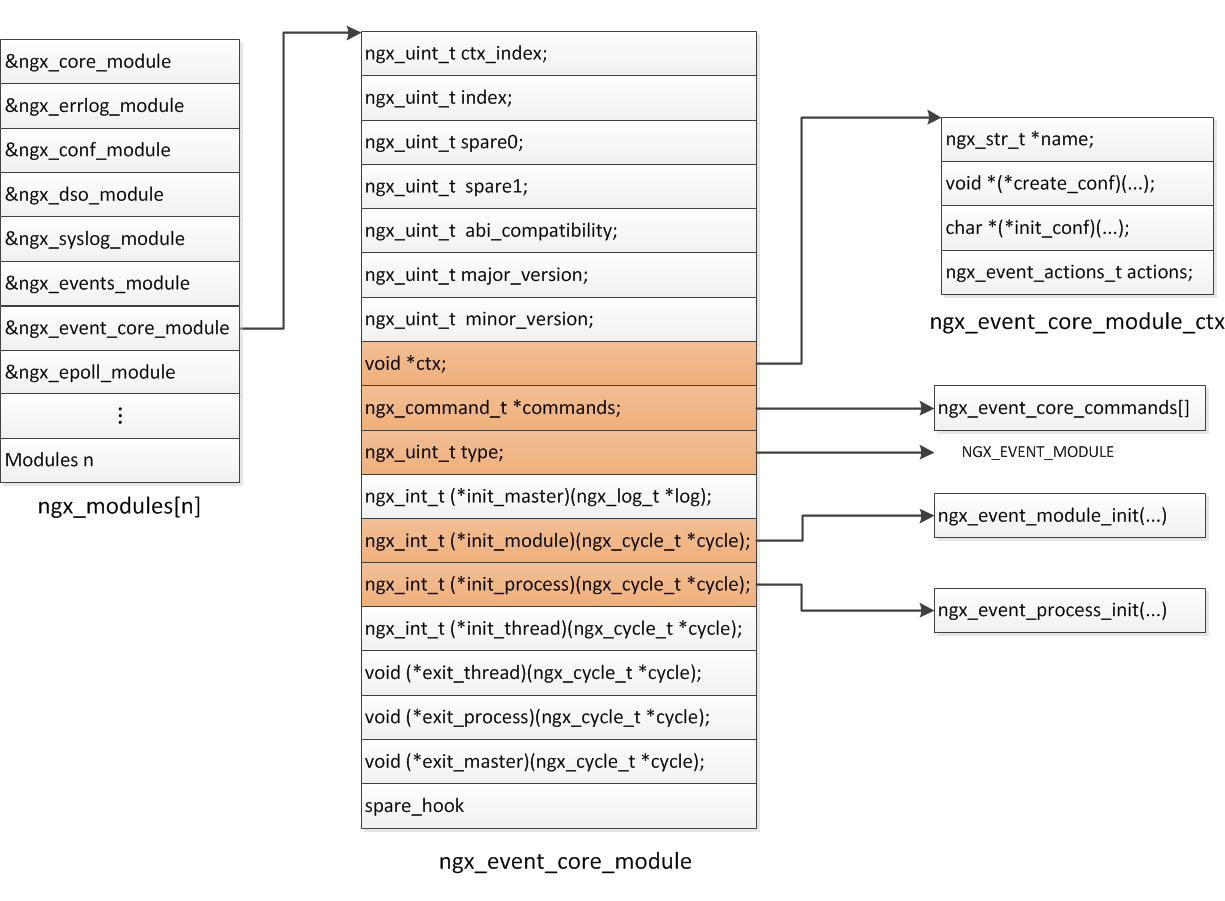 &ngx_core_module
&ngx_errlog_module
&ngx_conf_module
&ngx_dso_module
&ngx_syslog_module
&ngx_events_module
&ngx_event_core_module
&ngx_epoll_module
⋮
Modules n
ngx_modules[n]
ngx_uint_t ctx_index;
ngx_uint_t index;
ngx_uint_t spare0;
ngx_uint_t spare1;
ngx_uint_t abi_compatibility;
ngx_uint_t major_version;
ngx_uint_t minor_version;
void *ctx;
ngx_command_t *commands;
ngx_uint_t type;
ngx_int_t (*init_master)(ngx_log_t *log);
ngx_int_t (*init_module)(ngx_cycle_t *cycle);
ngx_int_t (*init_process)(ngx_cycle_t *cycle);
ngx_int_t (*init_thread)(ngx_cycle_t *cycle);
void (*exit_thread)(ngx_cycle_t *cycle);
void (*exit_process)(ngx_cycle_t *cycle);
void (*exit_master)(ngx_cycle_t *cycle);
spare_hook
ngx_event_core_module
ngx_str_t *name;
void *(*create_conf)(...);
char *(*init_conf)(...);
ngx_event_actions_t actions;
ngx_event_core_module_ctx
ngx_event_core_commands[]
NGX_EVENT_MODULE
ngx_event_module_init(...)
ngx_event_process_init(...)